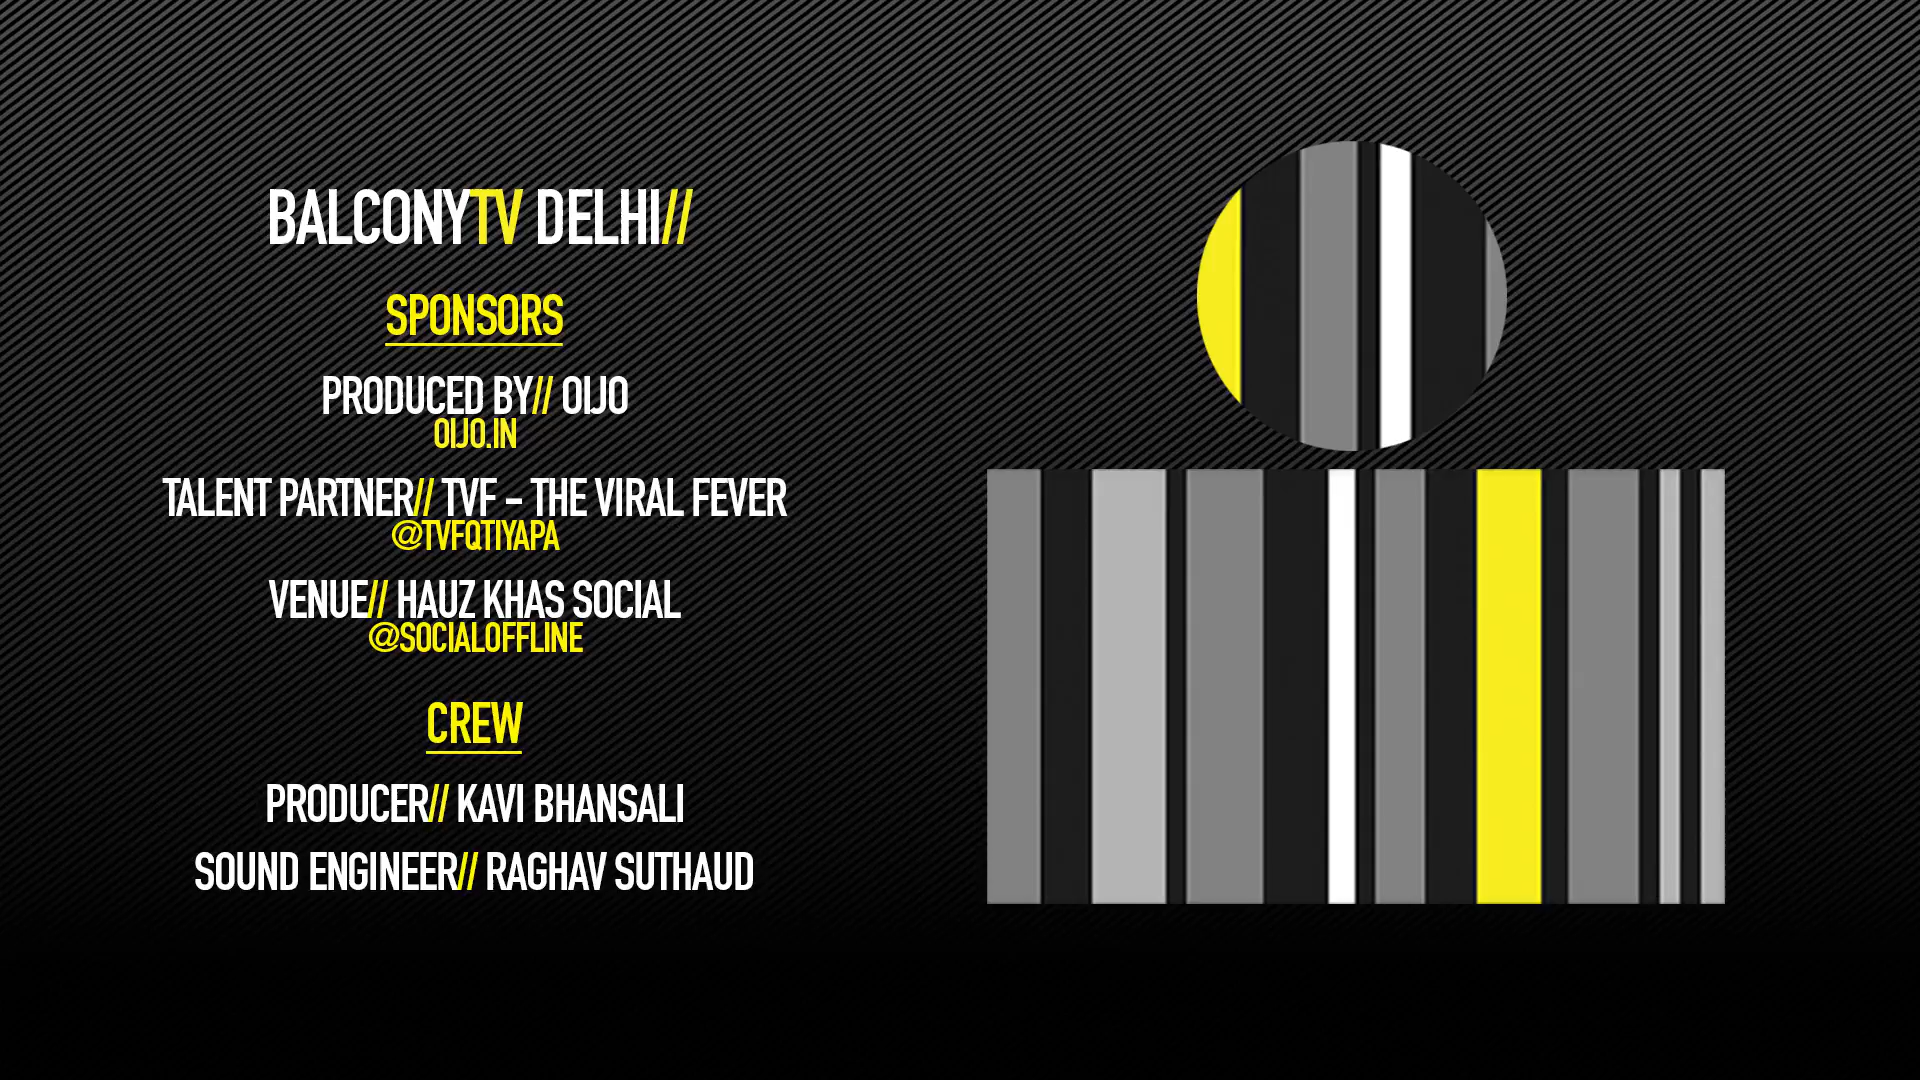 BALCONYTV DELHI//
SPONSORS
PRODUCED BY// OIJO
OIJO.IN
TALENT PARTNER// TVF - THE VIRAL FEVER
@TVFQTIYAPA
VENUE// HAUZ KHAS SOCIAL
@SOCIALOFFLINE
CREW
PRODUCER// KAVI BHANSALI
SOUND ENGINEER// RAGHAV SUTHAUD